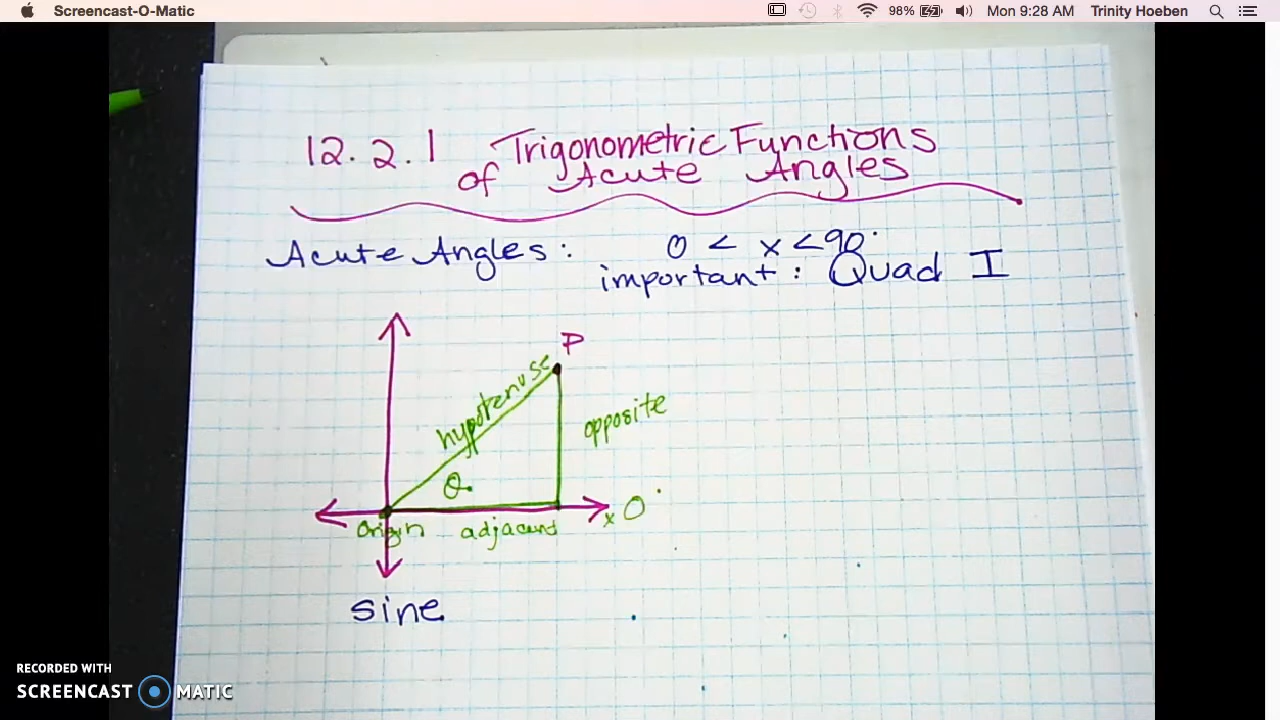 Screencast-O-Matic
98%
Mon 9:28 AM
Trinity Hoeben
12.2.1 Trigonometric Functions
of Acute Angles
Acute Angles: 0 < x < 90°
important: Quad I
P
hypotenuse
opposite
θ
origin
adjacent
x 0°
sine
RECORDED WITH
SCREENCAST O MATIC